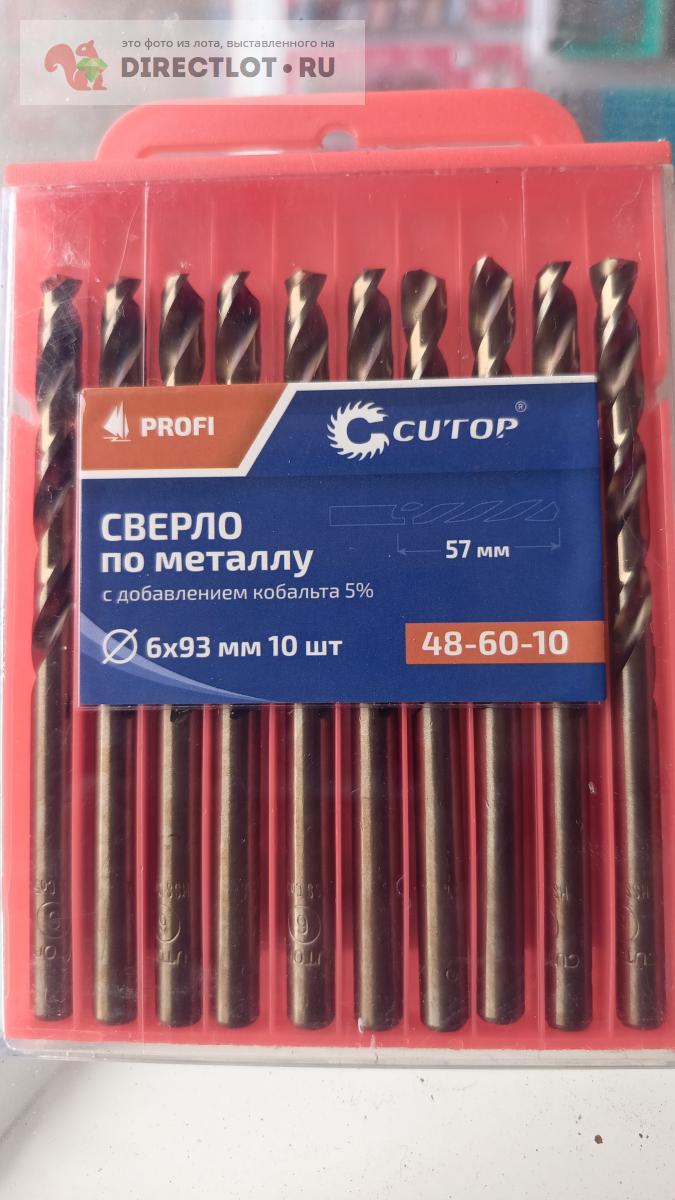 это фото из лота, выставленного на
DIRECTLOT.RU
PROFI
CUTOP®
СВЕРЛО
по металлу
57 мм
с добавлением кобальта 5%
6х93 мм 10 шт
48-60-10